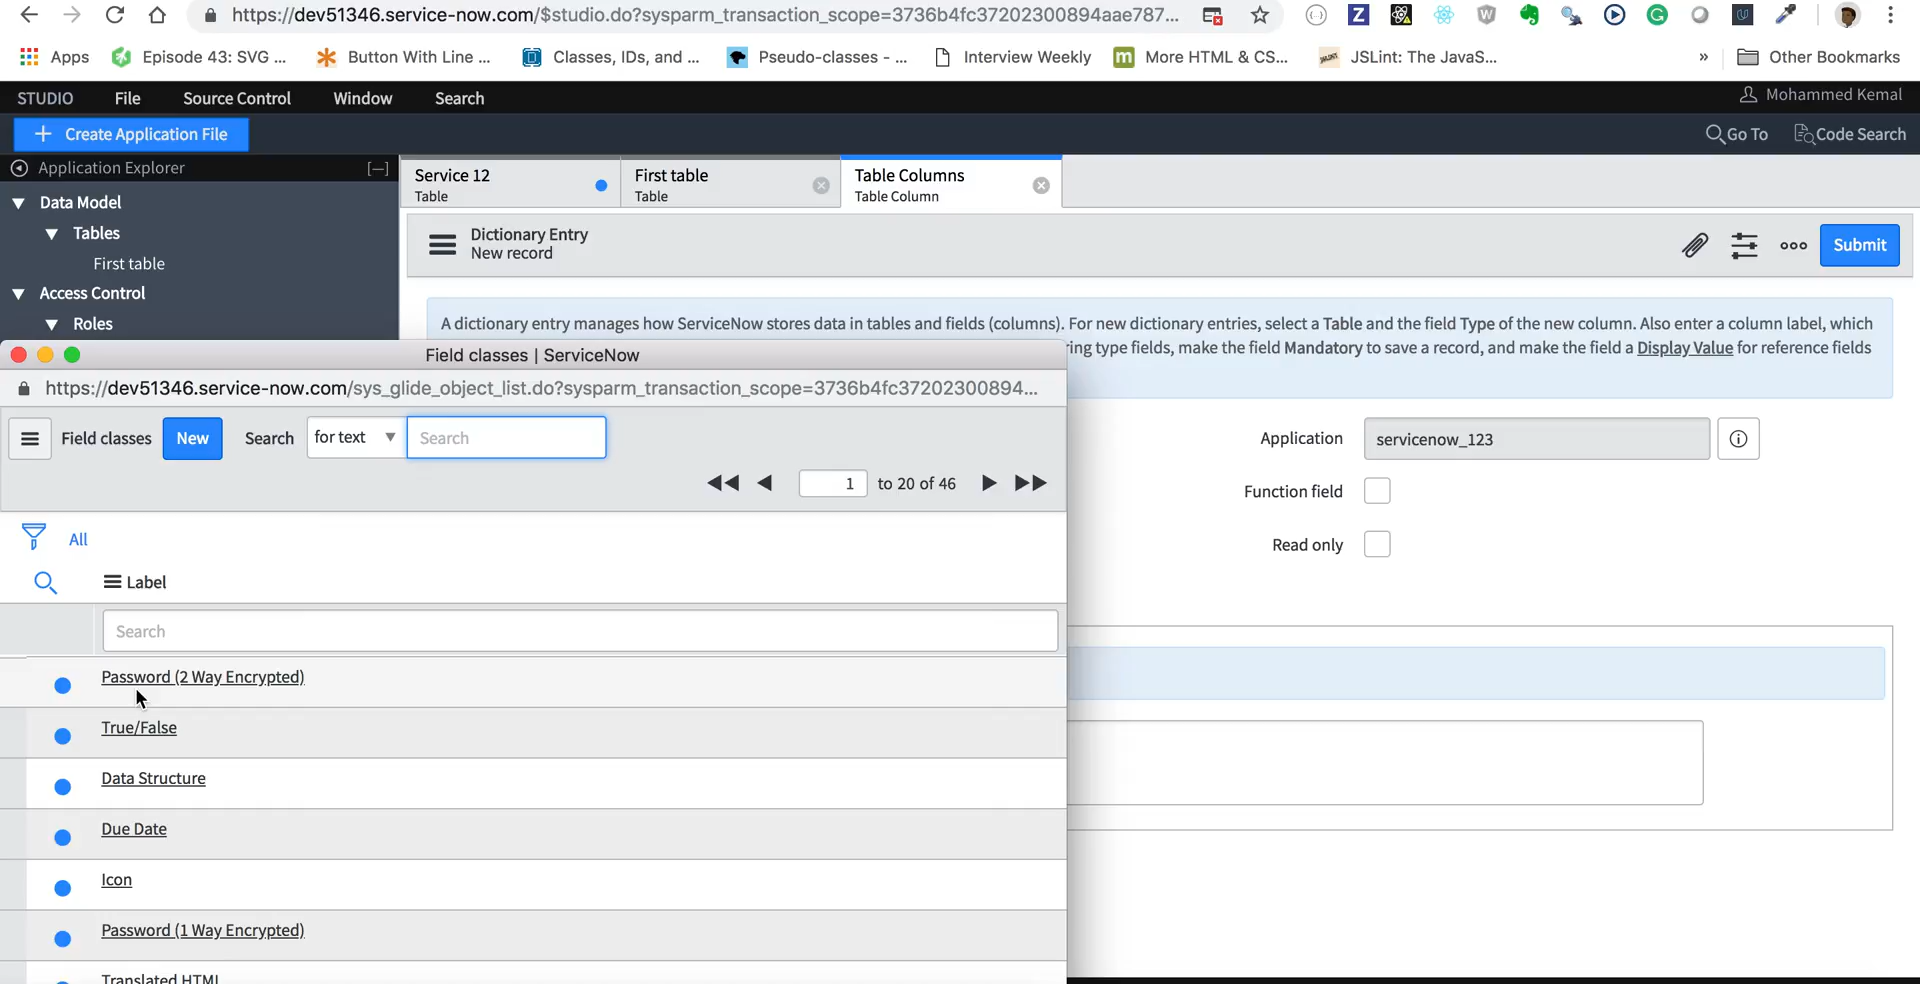 https://dev51346.service-now.com/$studio.do?sysparm_transaction_scope=3736b4fc37202300894aae787...
Apps
Episode 43: SVG ...
Button With Line ...
Classes, IDs, and ...
Pseudo-classes - ...
Interview Weekly
More HTML & CS...
JSLint: The JavaS...
»
Other Bookmarks
STUDIO
File
Source Control
Window
Search
Mohammed Kemal
+ Create Application File
Go To
Code Search
Application Explorer
[—]
Service 12
Table
First table
Table
Table Columns
Table Column
Data Model
Tables
First table
Access Control
Roles
Dictionary Entry
New record
Submit
A dictionary entry manages how ServiceNow stores data in tables and fields (columns). For new dictionary entries, select a Table and the field Type of the new column. Also enter a column label, which
ring type fields, make the field Mandatory to save a record, and make the field a Display Value for reference fields
Application
servicenow_123
Function field
Read only
Field classes | ServiceNow
https://dev51346.service-now.com/sys_glide_object_list.do?sysparm_transaction_scope=3736b4fc37202300894...
Field classes
New
Search
for text
Search
1 to 20 of 46
All
Label
Search
Password (2 Way Encrypted)
True/False
Data Structure
Due Date
Icon
Password (1 Way Encrypted)
Translated HTML